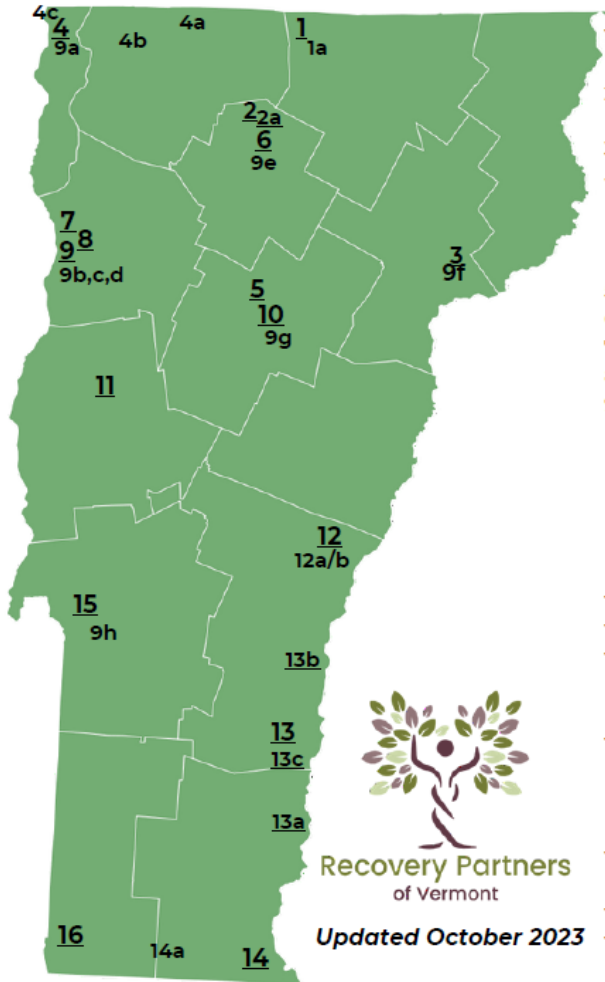 4c
4
9a
4b
4a
1
1a
2 2a
6
9e
7
8
9
9b,c,d
3
9f
5
10
9g
11
12
12a/b
15
9h
13b
13
13c
13a
16
14a
14
Recovery Partners
of Vermont
Updated October 2023